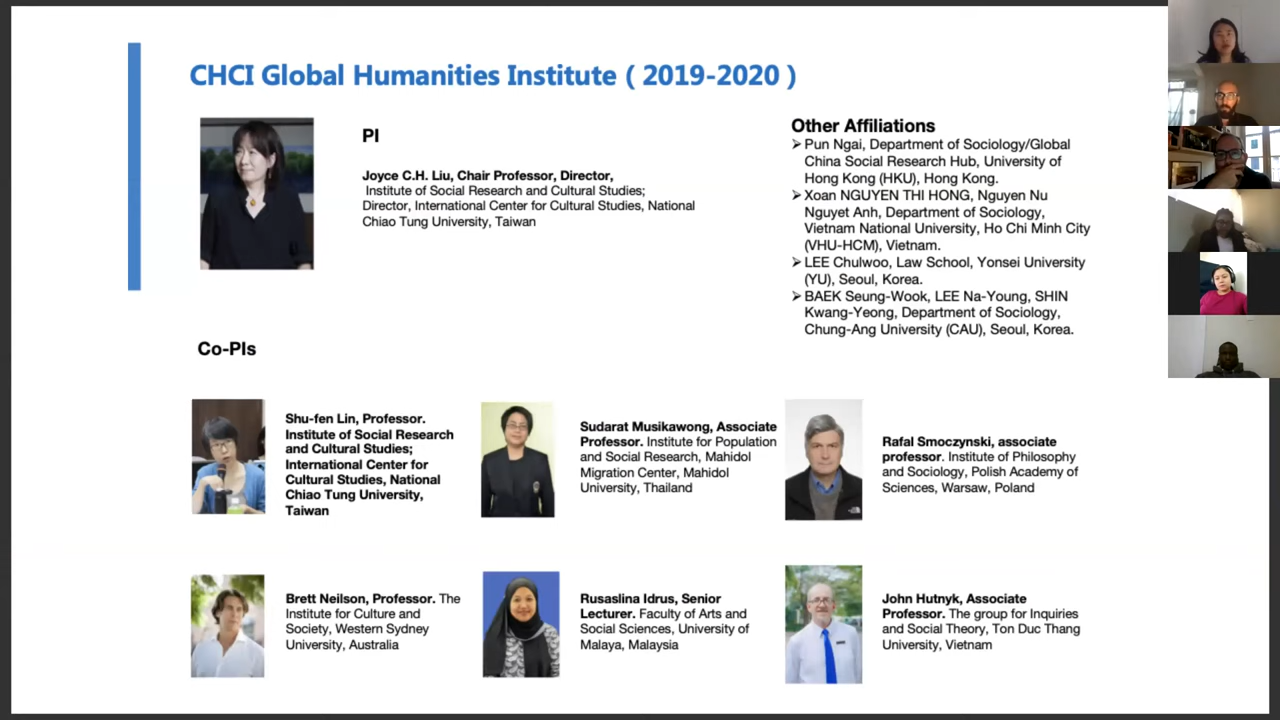 CHCI Global Humanities Institute ( 2019-2020 )
PI
Joyce C.H. Liu, Chair Professor, Director,
Institute of Social Research and Cultural Studies;
Director, International Center for Cultural Studies, National
Chiao Tung University, Taiwan
Other Affiliations
➢ Pun Ngai, Department of Sociology/Global
China Social Research Hub, University of
Hong Kong (HKU), Hong Kong.
➢ Xoan NGUYEN THI HONG, Nguyen Nu
Nguyet Anh, Department of Sociology,
Vietnam National University, Ho Chi Minh City
(VHU-HCM), Vietnam.
➢ LEE Chulwoo, Law School, Yonsei University
(YU), Seoul, Korea.
➢ BAEK Seung-Wook, LEE Na-Young, SHIN
Kwang-Yeong, Department of Sociology,
Chung-Ang University (CAU), Seoul, Korea.
Co-PIs
Shu-fen Lin, Professor.
Institute of Social Research
and Cultural Studies;
International Center for
Cultural Studies, National
Chiao Tung University,
Taiwan
Sudarat Musikawong, Associate
Professor. Institute for Population
and Social Research, Mahidol
Migration Center, Mahidol
University, Thailand
Rafal Smoczynski, associate
professor. Institute of Philosophy
and Sociology, Polish Academy of
Sciences, Warsaw, Poland
Brett Neilson, Professor. The
Institute for Culture and
Society, Western Sydney
University, Australia
Rusaslina Idrus, Senior
Lecturer. Faculty of Arts and
Social Sciences, University of
Malaya, Malaysia
John Hutnyk, Associate
Professor. The group for Inquiries
and Social Theory, Ton Duc Thang
University, Vietnam